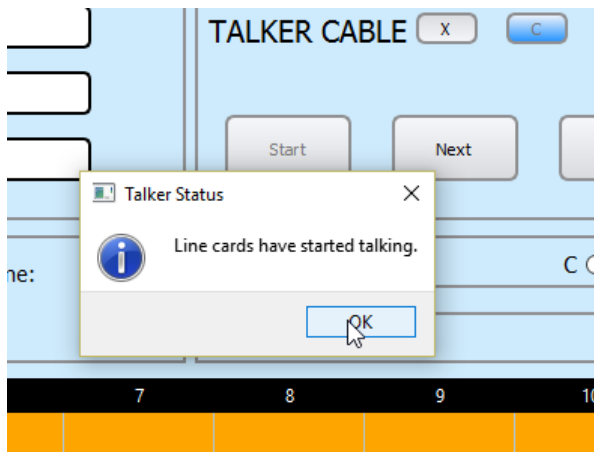 TALKER CABLE X C
Start Next
Talker Status
Line cards have started talking.
OK
ne: C
7 8 9 10